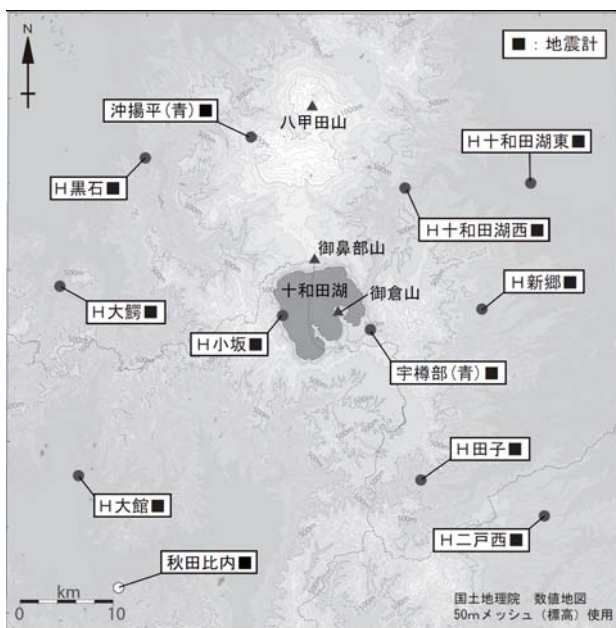 N
■：地震計
八甲田山
沖揚平(青)■
H十和田湖東■
H黒石■
H十和田湖西■
御鼻部山
十和田湖
御倉山
H新郷■
H大鰐■
H小坂■
宇樽部(青)■
H田子■
H大館■
H二戸西■
秋田比内■
km
0 10
国土地理院　数値地図
50mメッシュ（標高）使用
1000m
500m
500m
500m